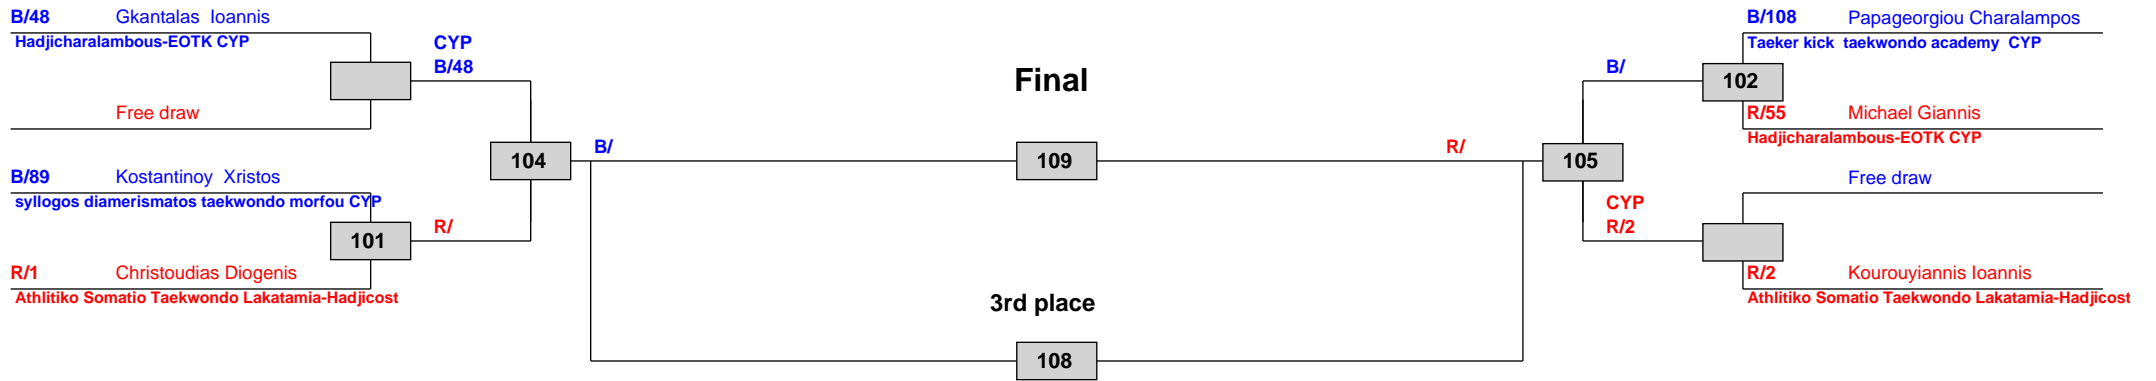 B/48 Gkantalas Ioannis
Hadjicharalambous-EOTK CYP
CYP
B/48
Free draw
104
B/
B/89 Kostantinoy Xristos
syllogos diamerismatos taekwondo morfou CYP
101
R/
R/1 Christoudias Diogenis
Athlitiko Somatio Taekwondo Lakatamia-Hadjicost
Final
109
3rd place
108
B/108 Papageorgiou Charalampos
Taeker kick taekwondo academy CYP
B/
102
R/55 Michael Giannis
Hadjicharalambous-EOTK CYP
R/
105
Free draw
CYP
R/2
R/2 Kourouyiannis Ioannis
Athlitiko Somatio Taekwondo Lakatamia-Hadjicost